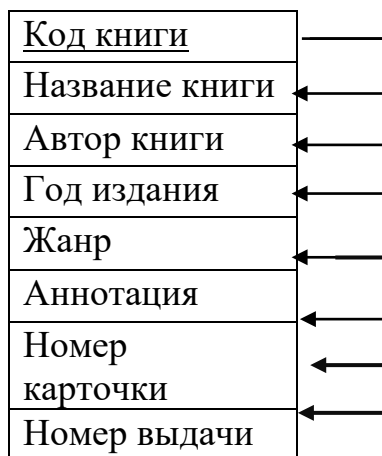 Код книги
Название книги
Автор книги
Год издания
Жанр
Аннотация
Номер
карточки
Номер выдачи